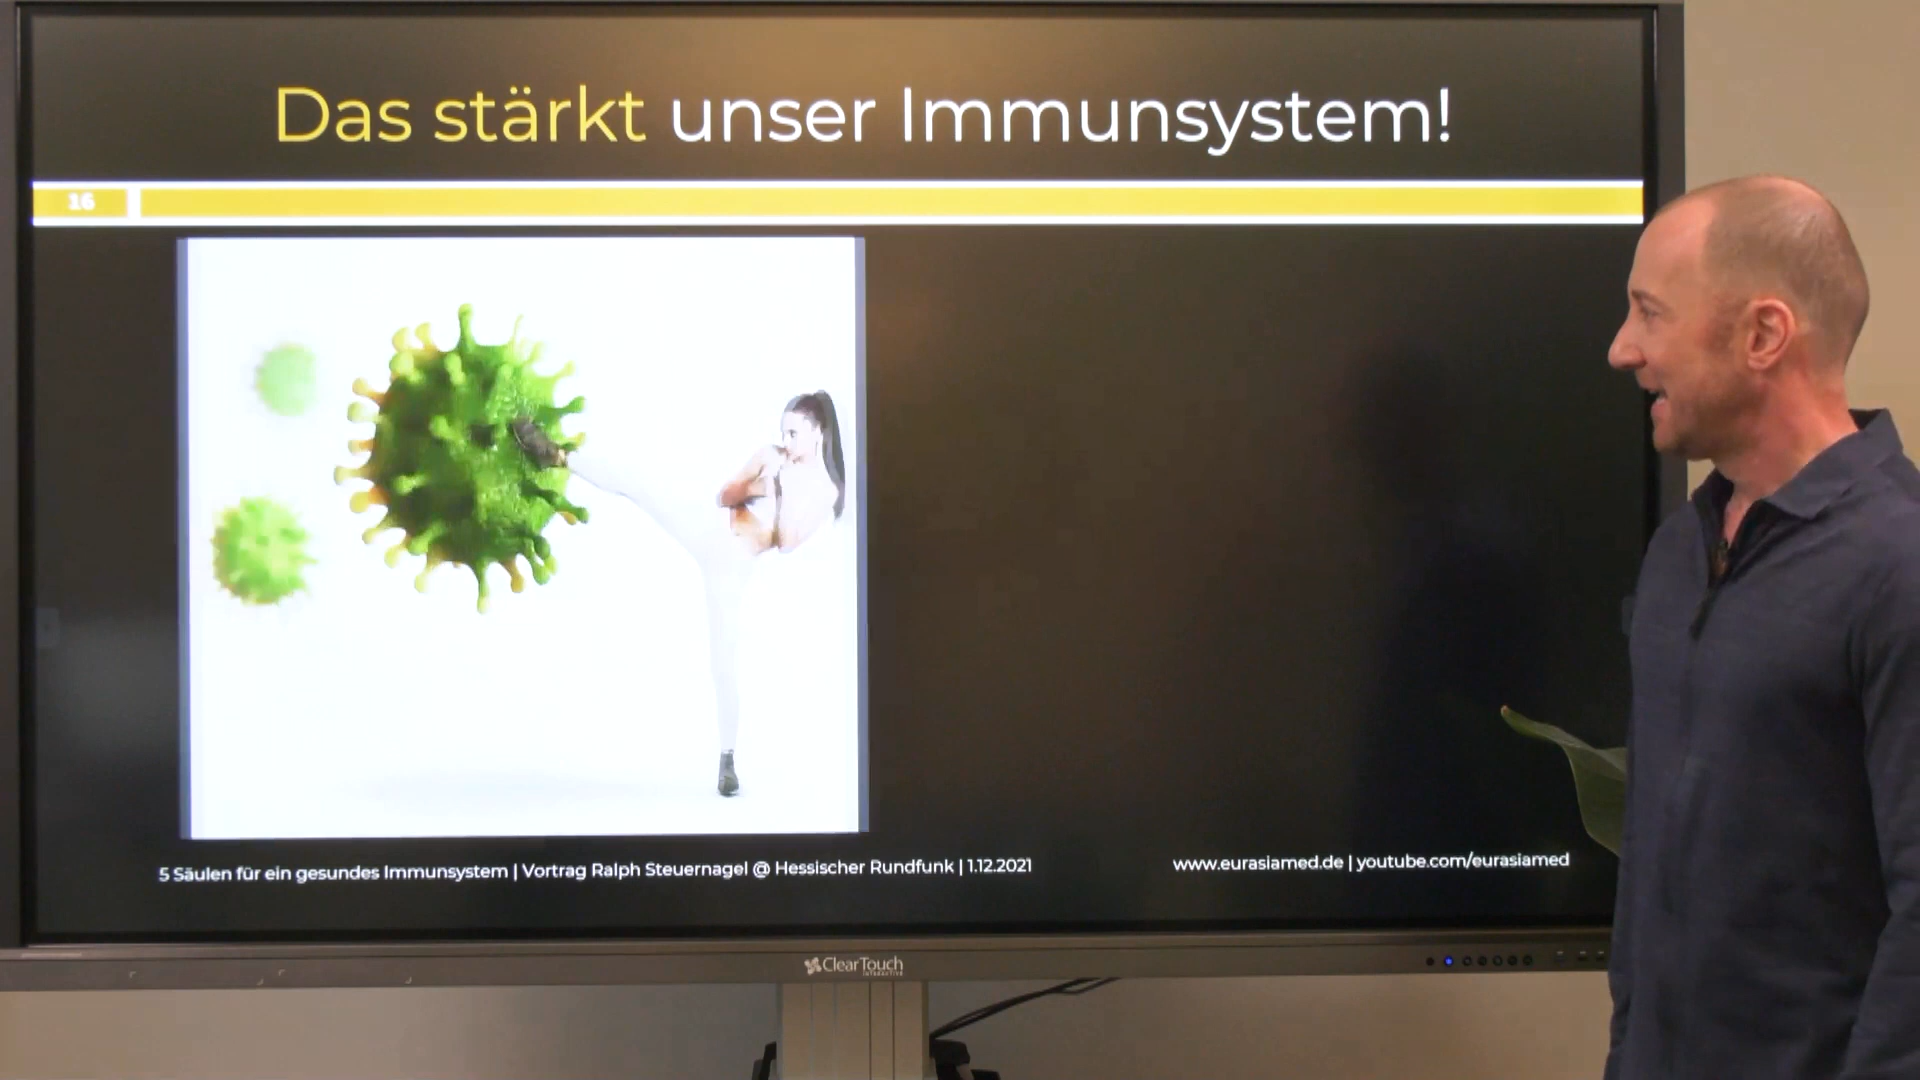 Das stärkt unser Immunsystem!
16
5 Säulen für ein gesundes Immunsystem | Vortrag Ralph Steuernagel @ Hessischer Rundfunk | 1.12.2021
www.eurasiamed.de | youtube.com/eurasiamed
ClearTouch
INTERACTIVE